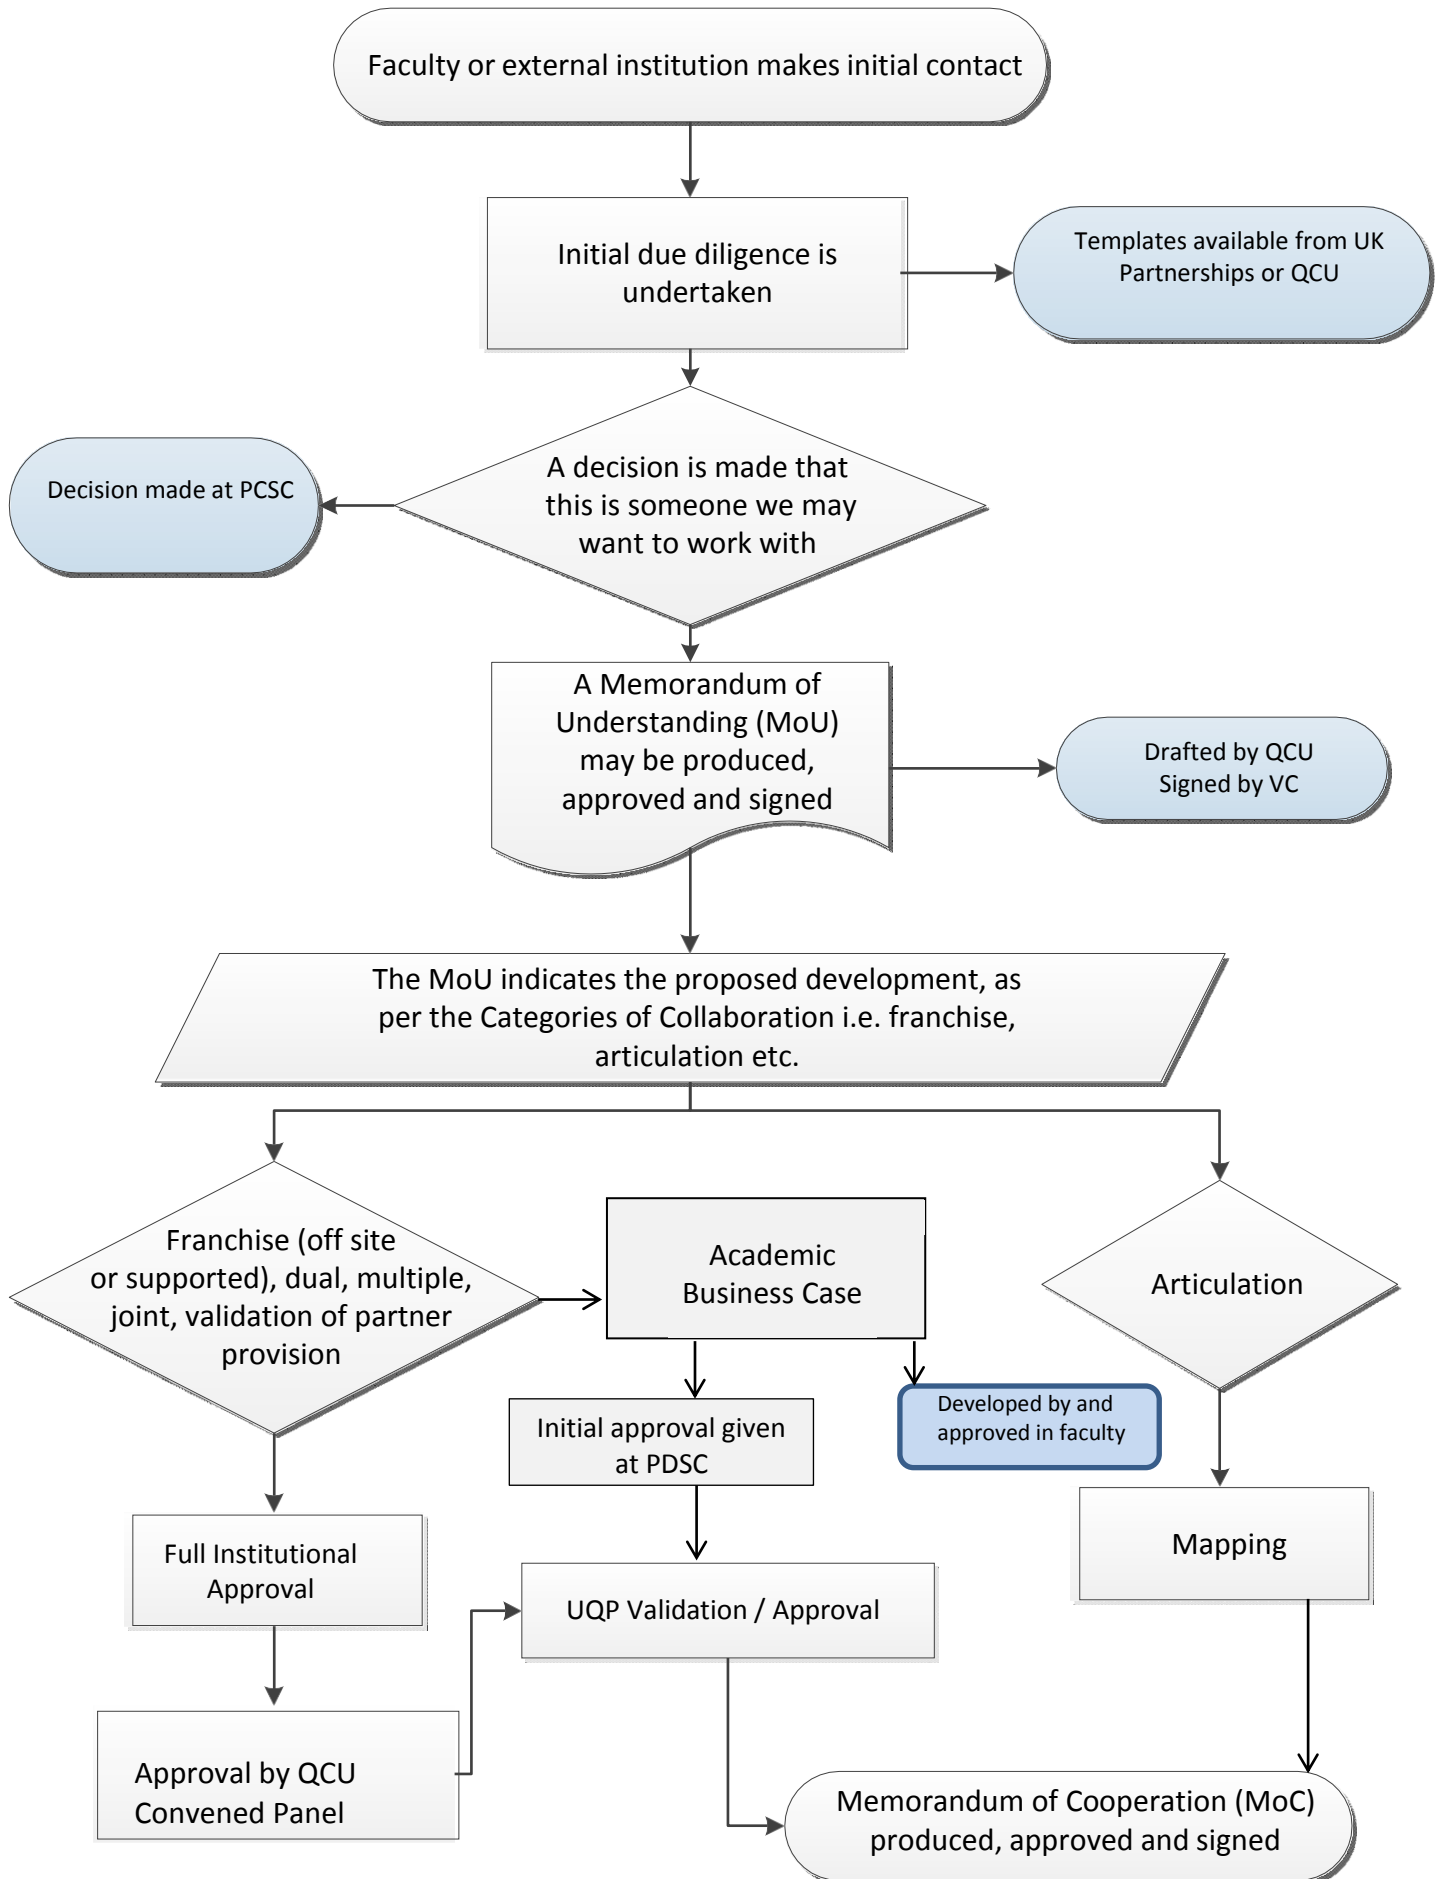 Faculty or external institution makes initial contact
Initial due diligence is
undertaken
Templates available from UK
Partnerships or QCU
A decision is made that
this is someone we may
want to work with
Decision made at PCSC
A Memorandum of
Understanding (MoU)
may be produced,
approved and signed
Drafted by QCU
Signed by VC
The MoU indicates the proposed development, as
per the Categories of Collaboration i.e. franchise,
articulation etc.
Franchise (off site
or supported), dual, multiple,
joint, validation of partner
provision
Academic
Business Case
Articulation
Initial approval given
at PDSC
Developed by and
approved in faculty
Full Institutional
Approval
UQP Validation / Approval
Mapping
Approval by QCU
Convened Panel
Memorandum of Cooperation (MoC)
produced, approved and signed